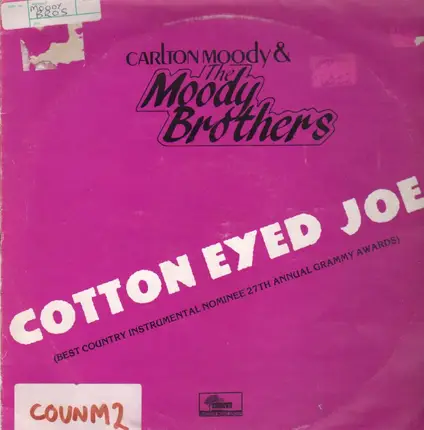 MOODY
BROS
CARLTON MOODY &
The
Moody
Brothers
COTTON EYED JOE
(BEST COUNTRY INSTRUMENTAL NOMINEE 27TH ANNUAL GRAMMY AWARDS)
COUNM2